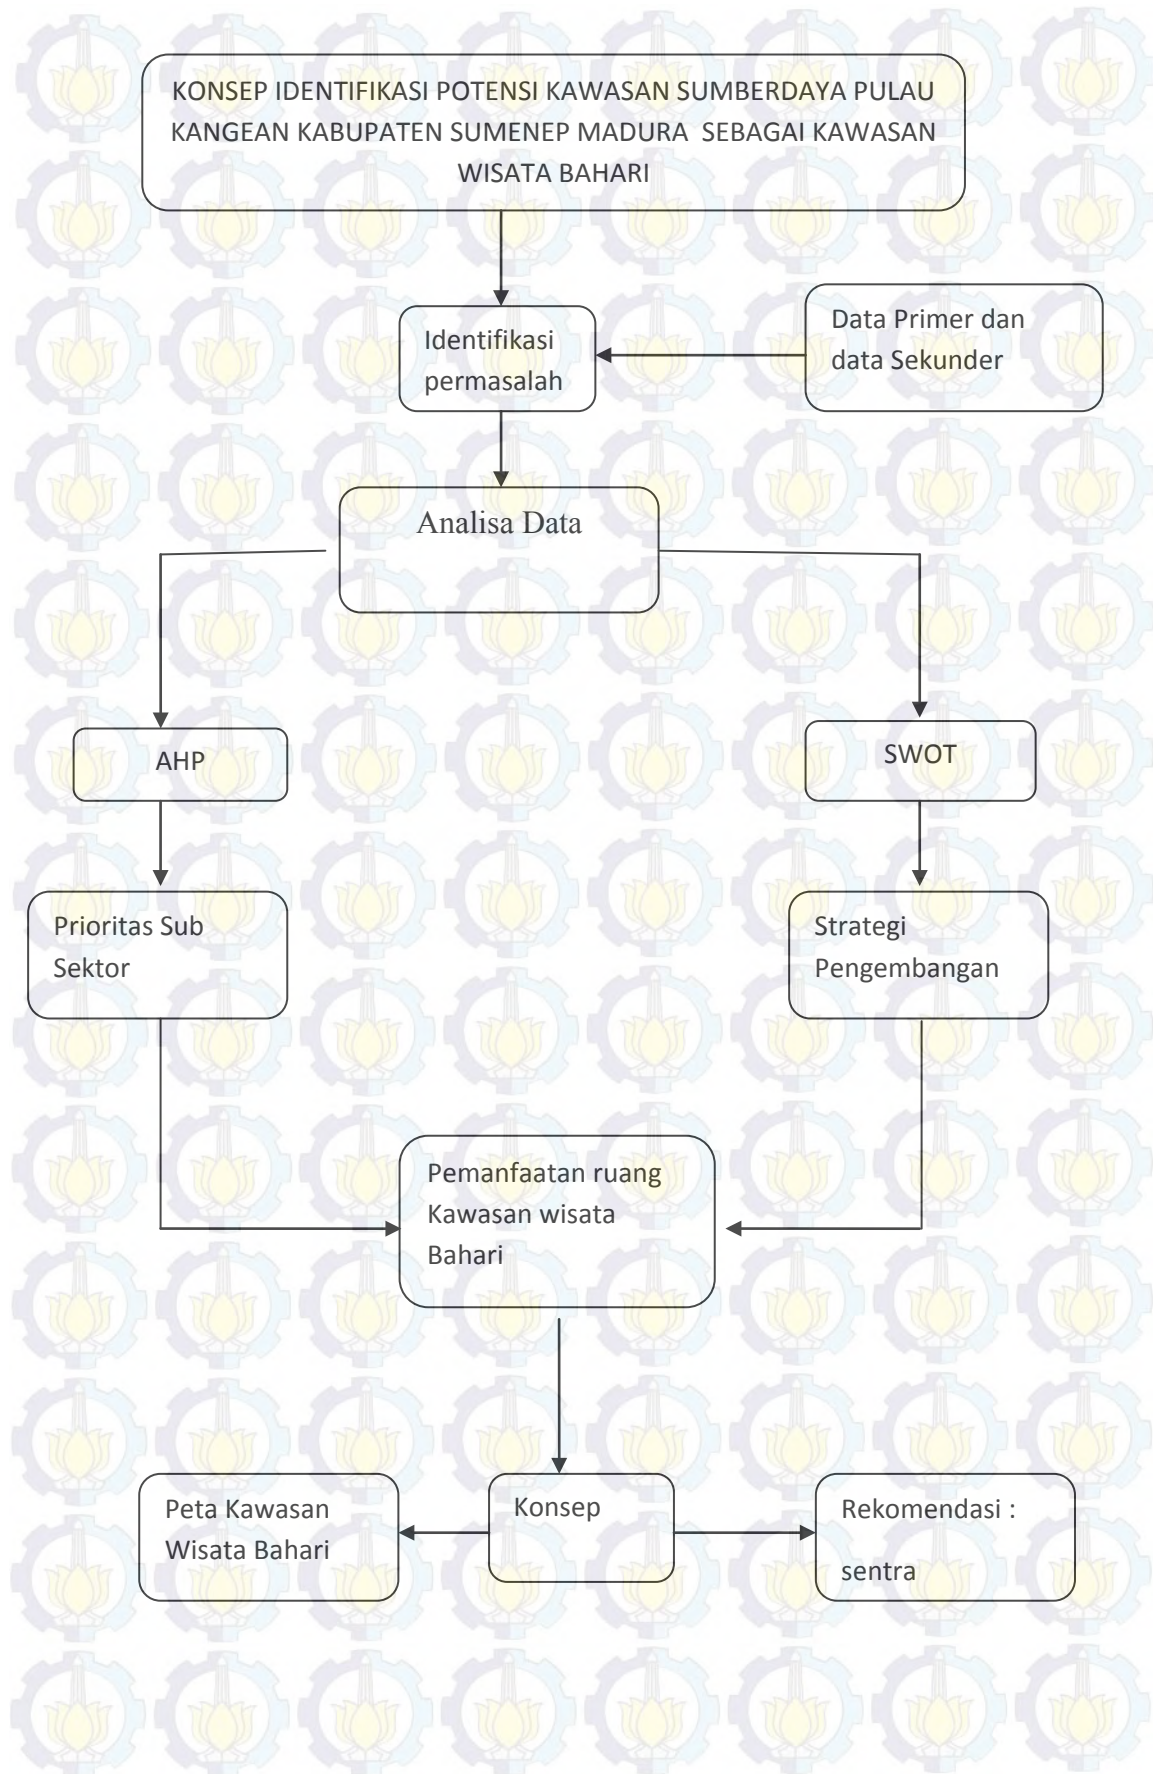 KONSEP IDENTIFIKASI POTENSI KAWASAN SUMBERDAYA PULAU
KANGEAN KABUPATEN SUMENEP MADURA SEBAGAI KAWASAN
WISATA BAHARI
Identifikasi
permasalah
Data Primer dan
data Sekunder
Analisa Data
AHP
SWOT
Prioritas Sub
Sektor
Strategi
Pengembangan
Pemanfaatan ruang
Kawasan wisata
Bahari
Peta Kawasan
Wisata Bahari
Konsep
Rekomendasi :
sentra